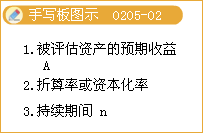 手写板图示 0205-02
1.被评估资产的预期收益
A
2.折算率或资本化率
3.持续期间 n